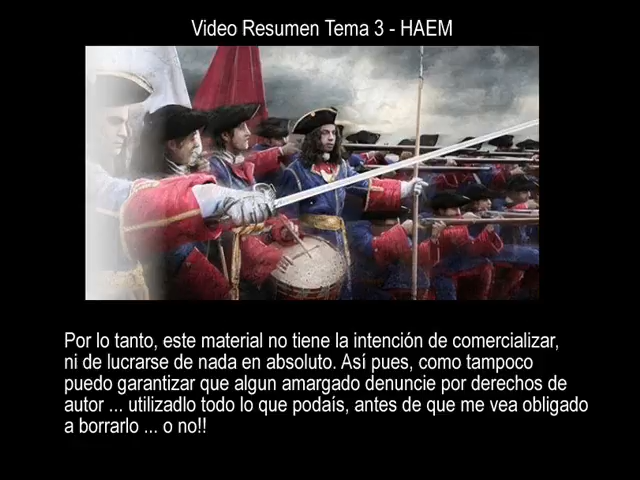 Video Resumen Tema 3 - HAEM
Por lo tanto, este material no tiene la intención de comercializar,
ni de lucrarse de nada en absoluto. Así pues, como tampoco
puedo garantizar que algun amargado denuncie por derechos de
autor ... utilizadlo todo lo que podaís, antes de que me vea obligado
a borrarlo ... o no!!